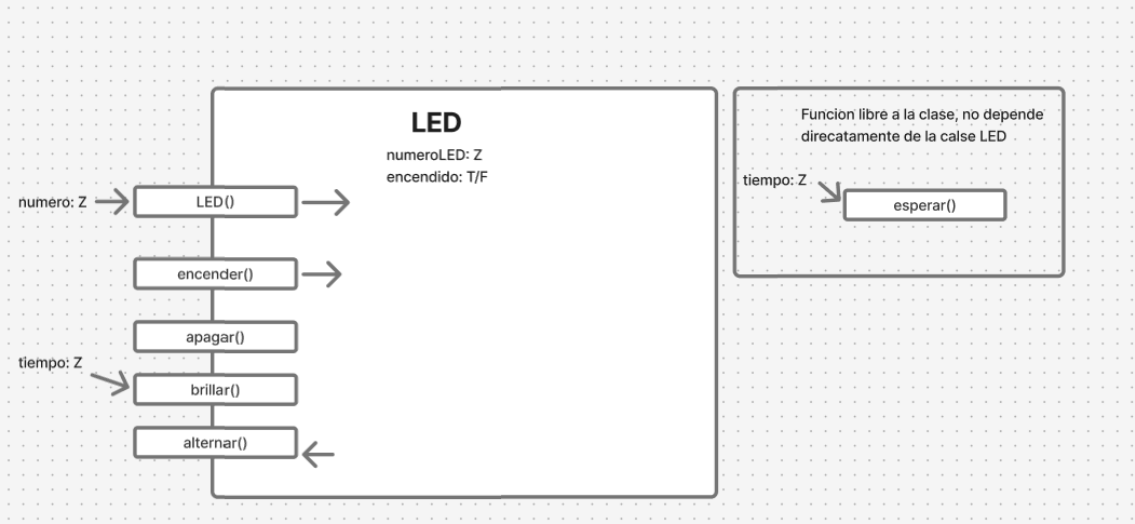 LED
numeroLED: Z
encendido: T/F
numero: Z
LED()
encender()
apagar()
tiempo: Z
brillar()
alternar()
Funcion libre a la clase, no depende
direcatamente de la calse LED
tiempo: Z
esperar()